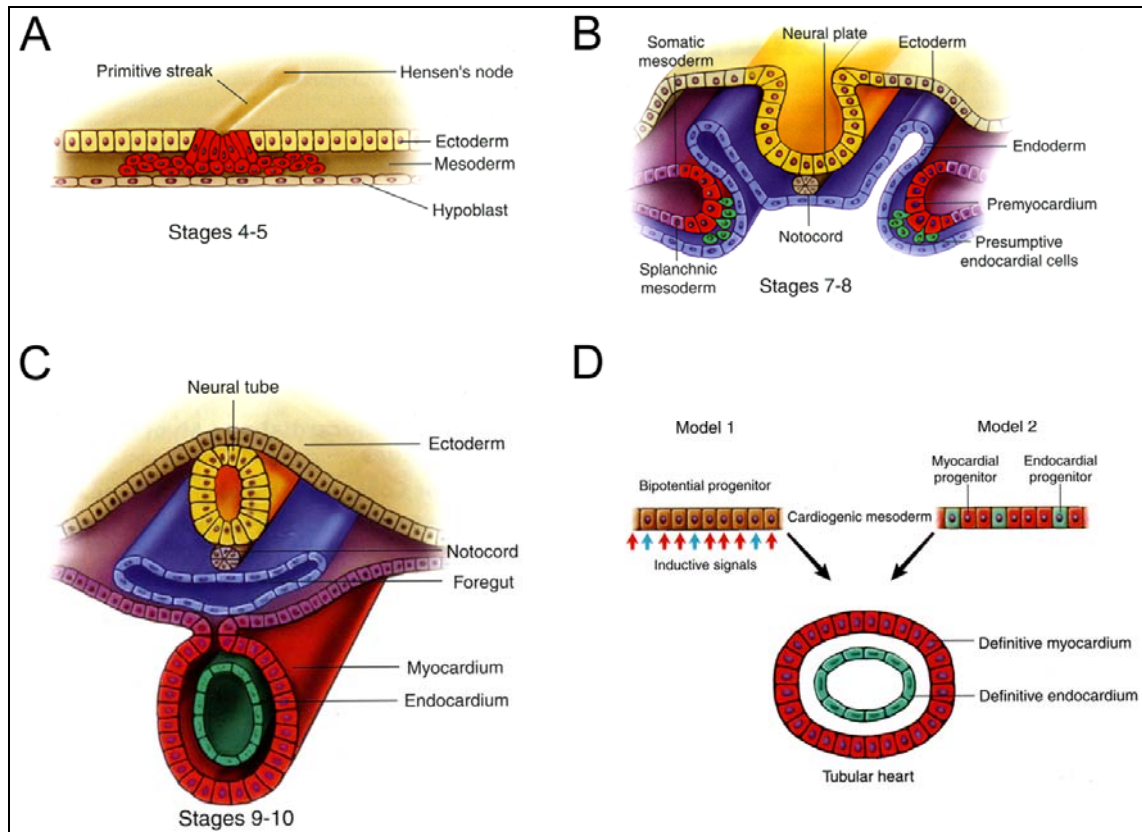 A
Primitive streak
Hensen's node
Ectoderm
Mesoderm
Hypoblast
Stages 4-5
B
Somatic
mesoderm
Neural plate
Ectoderm
Endoderm
Premyocardium
Notocord
Presumptive
endocardial cells
Splanchnic
mesoderm
Stages 7-8
C
Neural tube
Ectoderm
Notocord
Foregut
Myocardium
Endocardium
Stages 9-10
D
Model 1
Model 2
Bipotential progenitor
Myocardial
progenitor
Endocardial
progenitor
Cardiogenic mesoderm
Inductive signals
Definitive myocardium
Definitive endocardium
Tubular heart